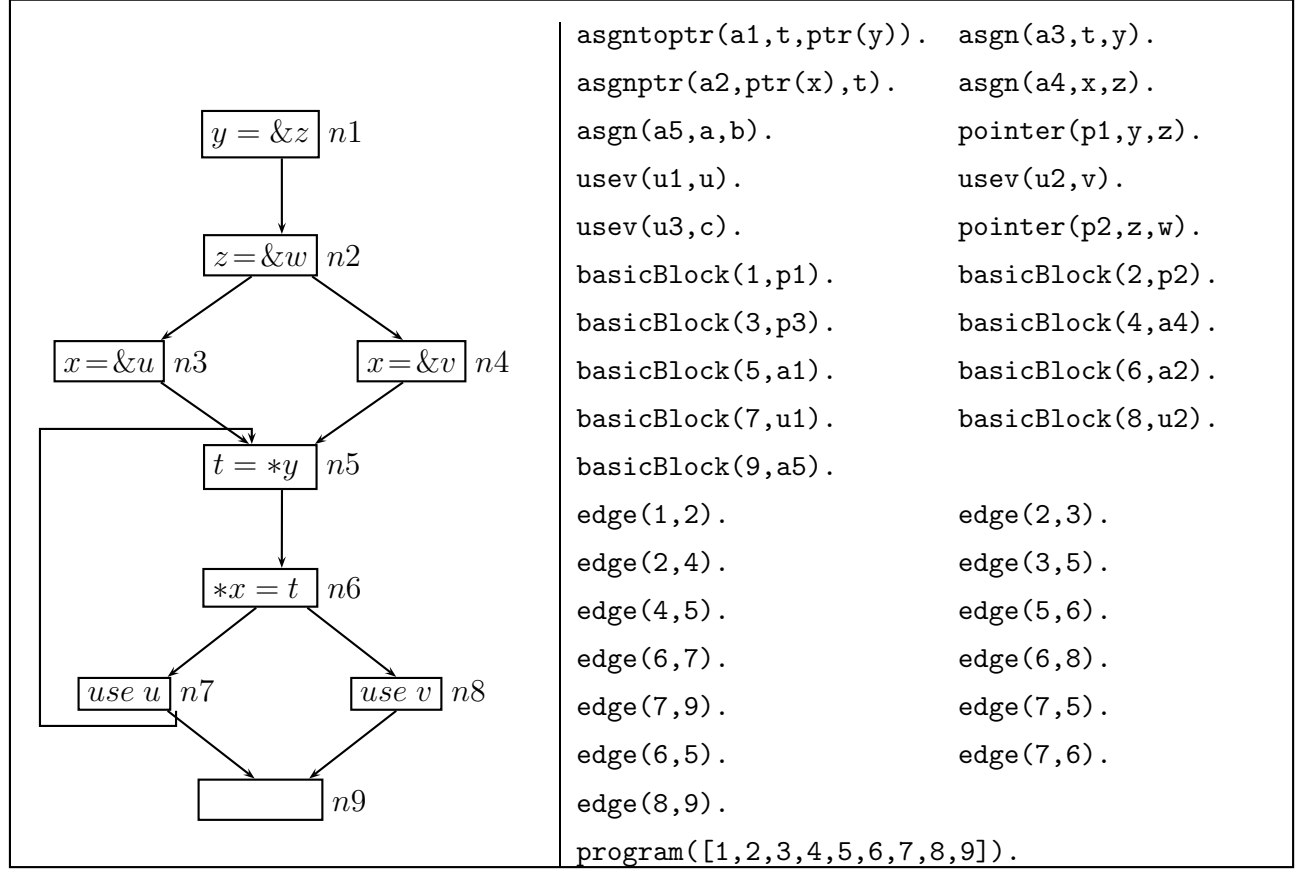 y = &z n1
z=&w n2
x=&u n3
x=&v n4
t = *y n5
*x = t n6
use u n7
use v n8
n9
asgntoptr(a1,t,ptr(y)). asgn(a3,t,y).
asgnptr(a2,ptr(x),t). asgn(a4,x,z).
asgn(a5,a,b). pointer(p1,y,z).
usev(u1,u). usev(u2,v).
usev(u3,c). pointer(p2,z,w).
basicBlock(1,p1). basicBlock(2,p2).
basicBlock(3,p3). basicBlock(4,a4).
basicBlock(5,a1). basicBlock(6,a2).
basicBlock(7,u1). basicBlock(8,u2).
basicBlock(9,a5).
edge(1,2). edge(2,3).
edge(2,4). edge(3,5).
edge(4,5). edge(5,6).
edge(6,7). edge(6,8).
edge(7,9). edge(7,5).
edge(6,5). edge(7,6).
edge(8,9).
program([1,2,3,4,5,6,7,8,9]).